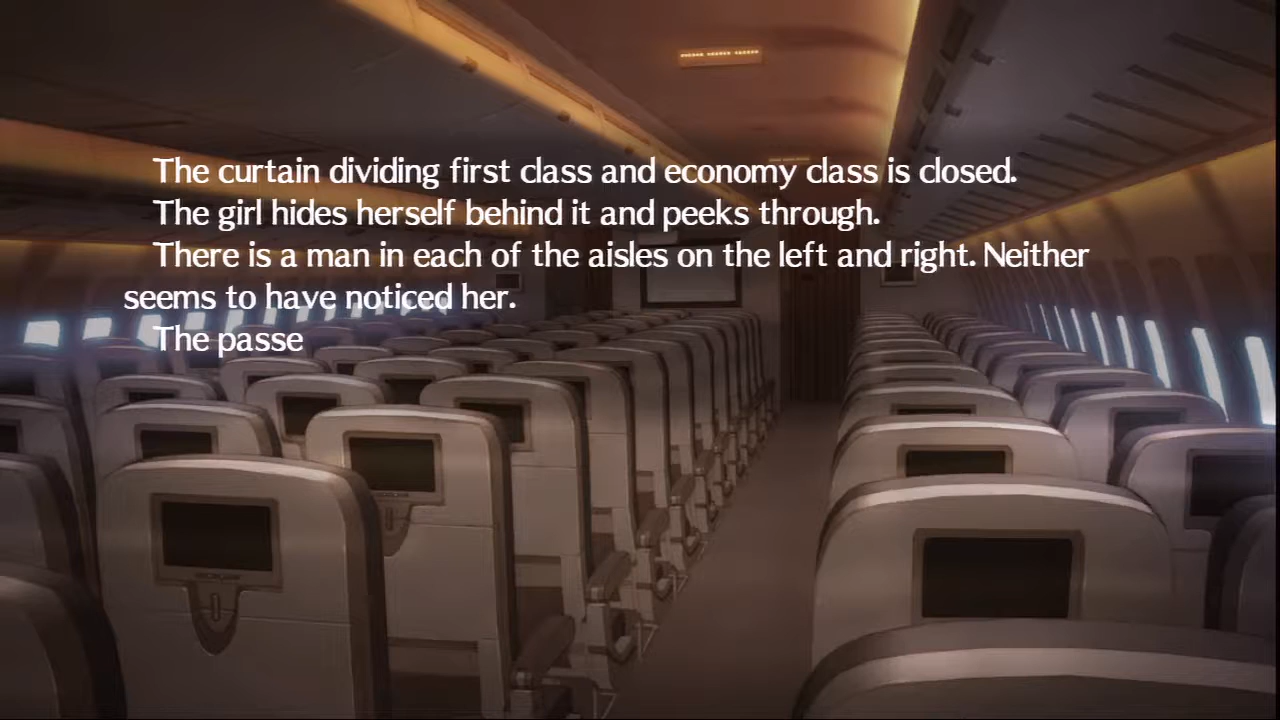 The curtain dividing first class and economy class is closed.
The girl hides herself behind it and peeks through.
There is a man in each of the aisles on the left and right. Neither
seems to have noticed her.
The passe